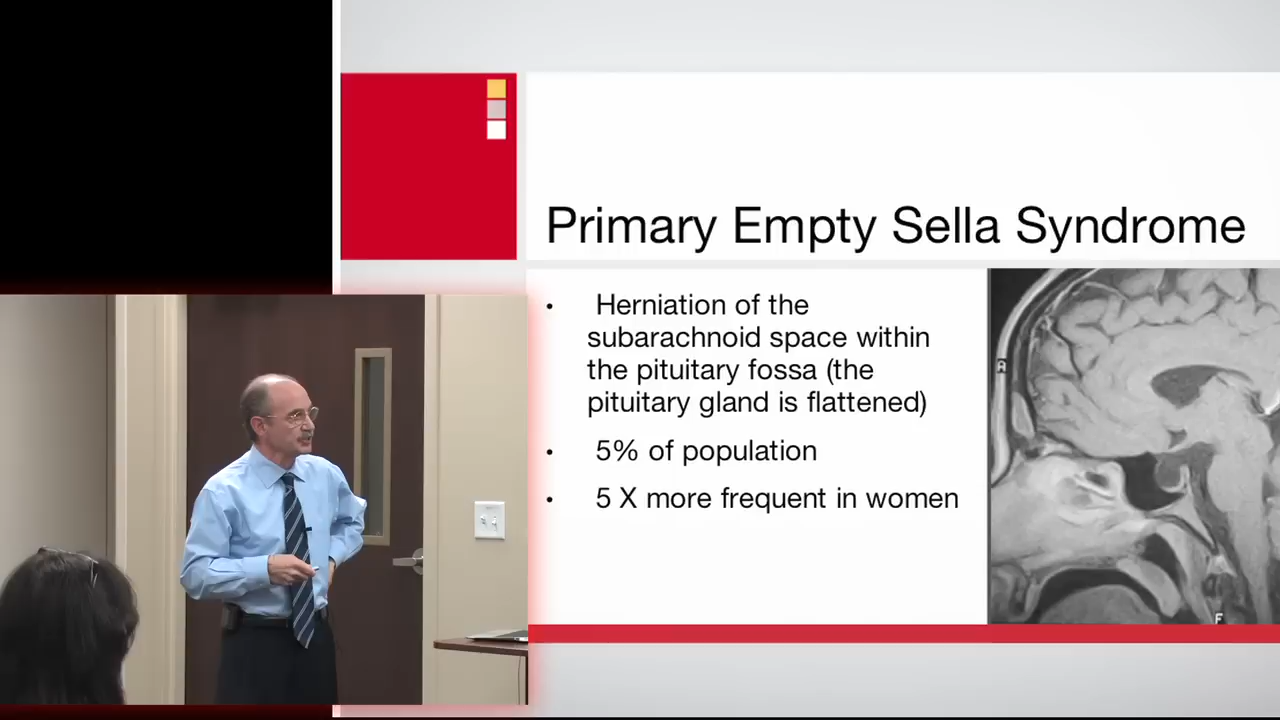 Primary Empty Sella Syndrome
• Herniation of the
subarachnoid space within
the pituitary fossa (the
pituitary gland is flattened)
• 5% of population
• 5 X more frequent in women
A
F